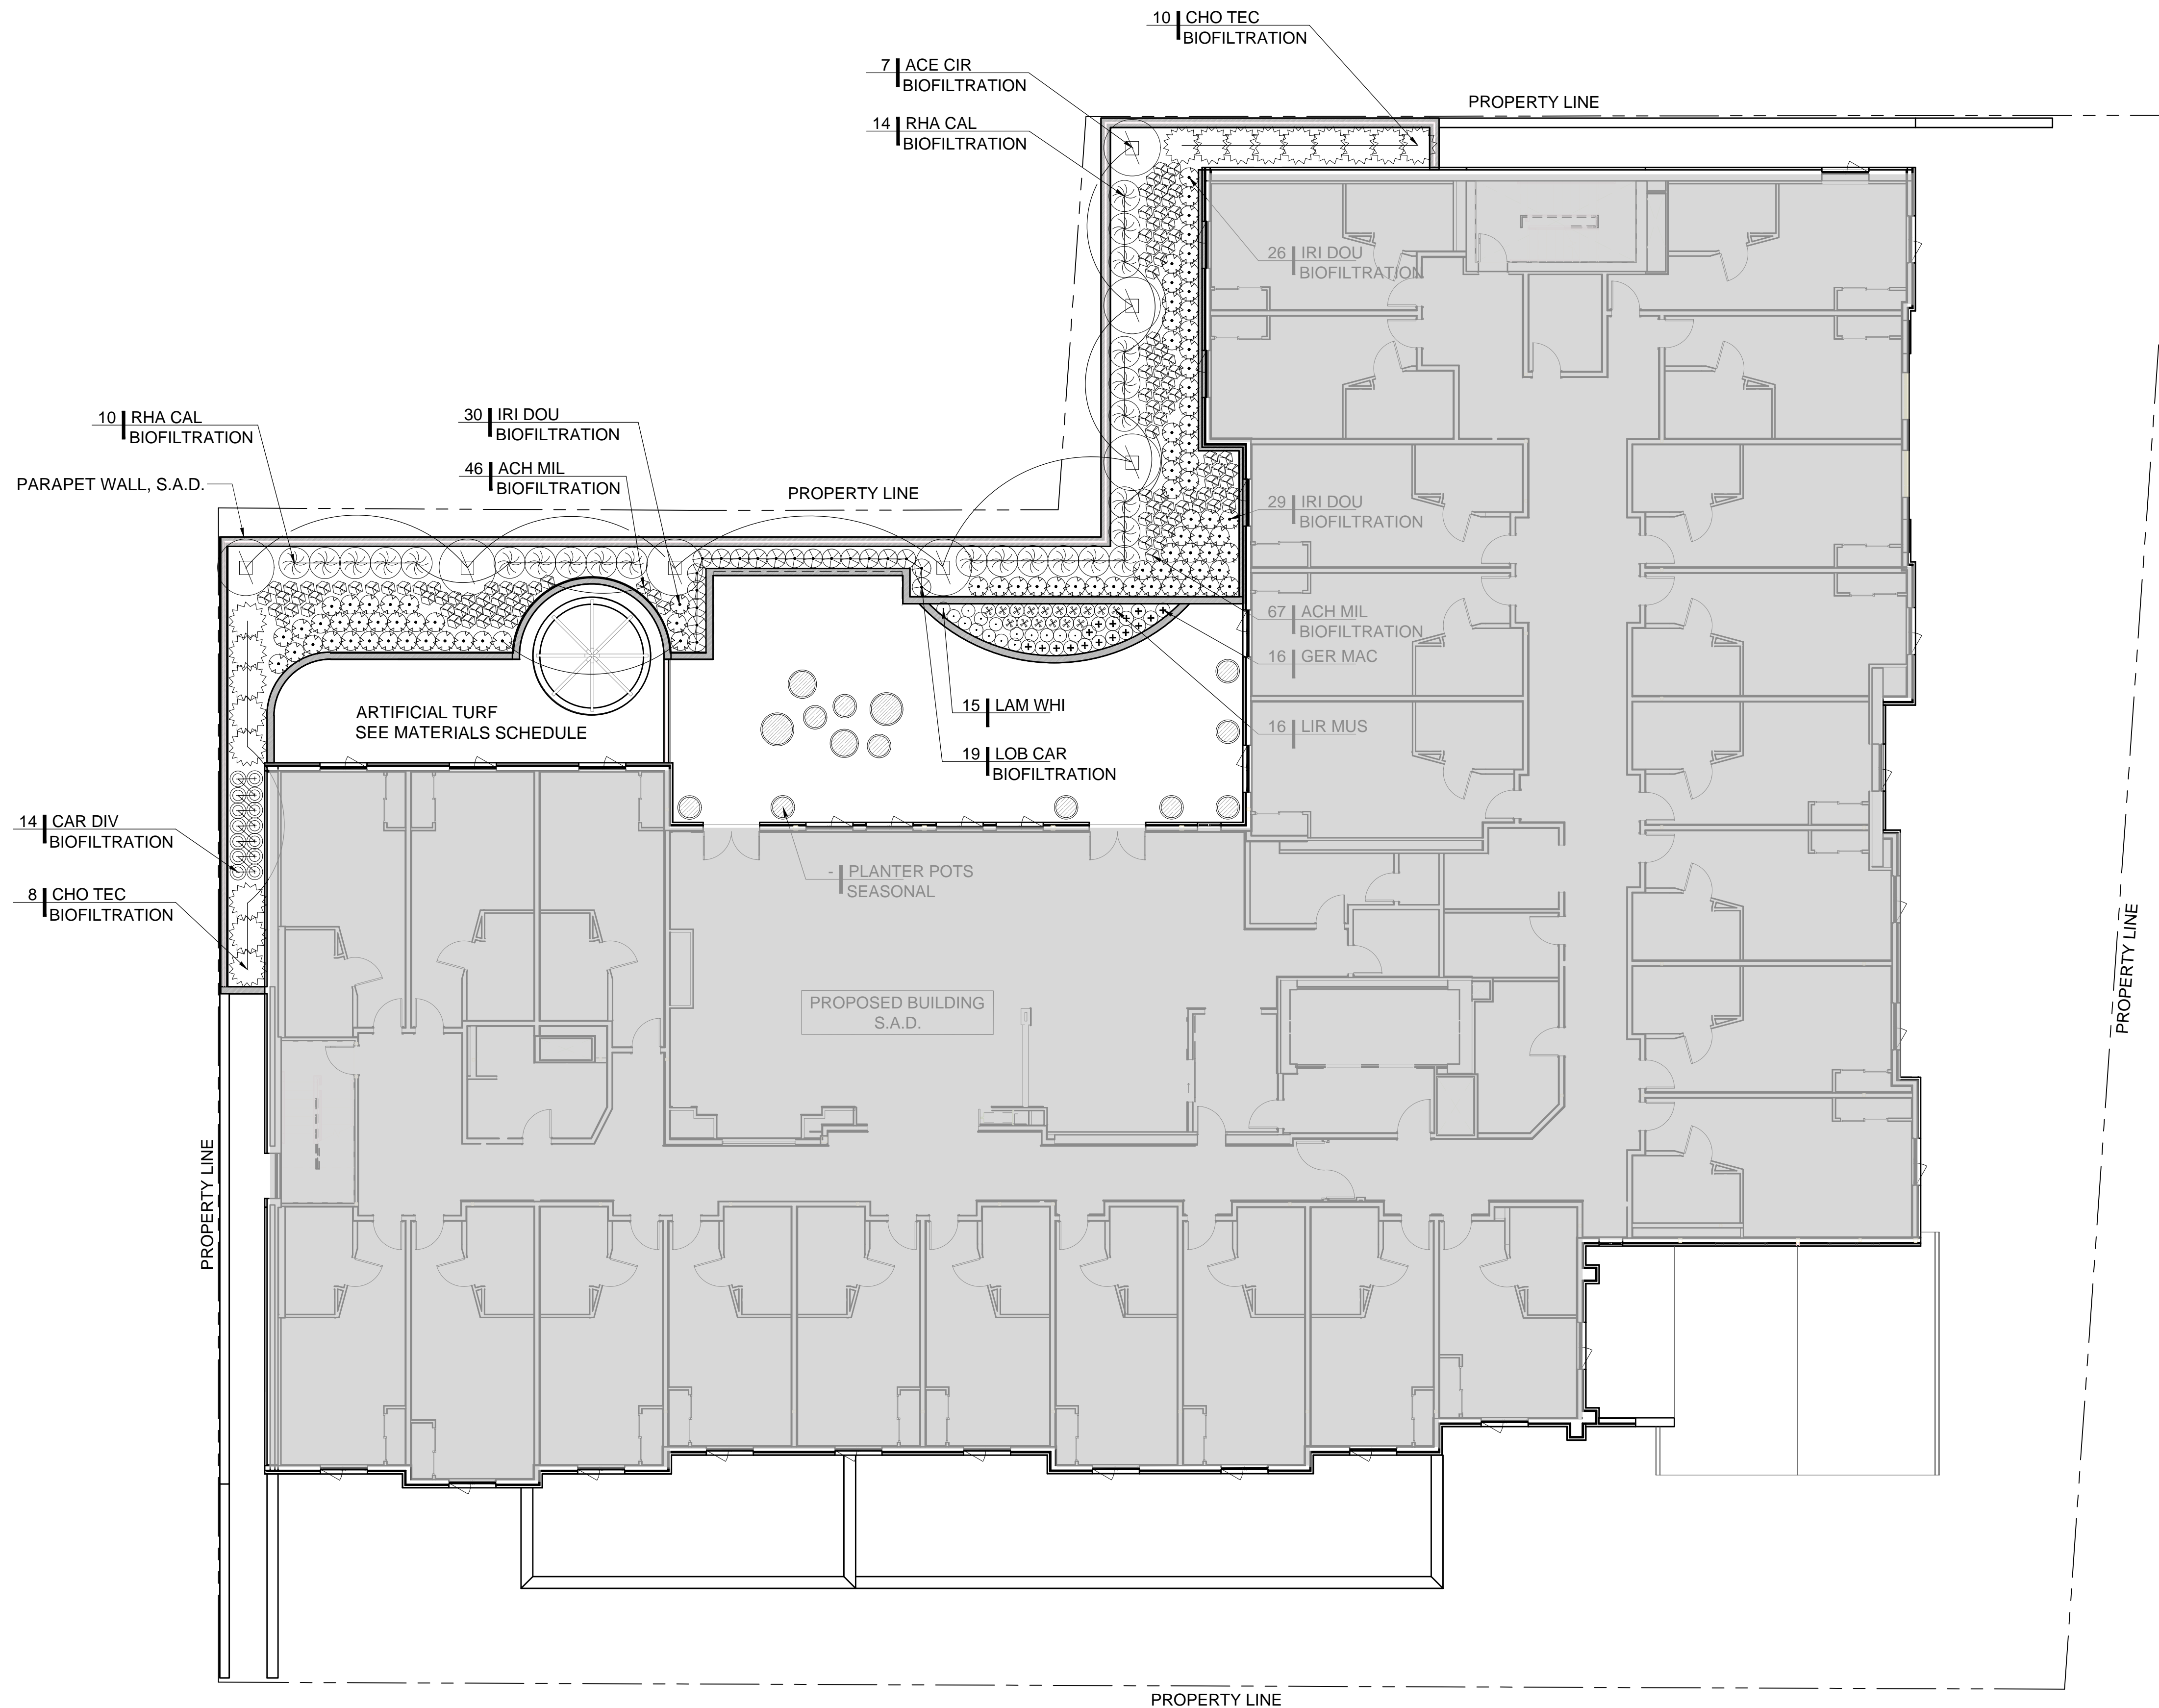 10 CHO TEC
BIOFILTRATION
7 ACE CIR
BIOFILTRATION
PROPERTY LINE
14 RHA CAL
BIOFILTRATION
26 IRI DOU
BIOFILTRATION
10 RHA CAL
BIOFILTRATION
30 IRI DOU
BIOFILTRATION
46 ACH MIL
BIOFILTRATION
PARAPET WALL, S.A.D.
PROPERTY LINE
29 IRI DOU
BIOFILTRATION
67 ACH MIL
BIOFILTRATION
16 GER MAC
15 LAM WHI
ARTIFICIAL TURF
SEE MATERIALS SCHEDULE
16 LIR MUS
19 LOB CAR
BIOFILTRATION
14 CAR DIV
BIOFILTRATION
- PLANTER POTS
SEASONAL
8 CHO TEC
BIOFILTRATION
PROPERTY LINE
PROPOSED BUILDING
S.A.D.
PROPERTY LINE
PROPERTY LINE